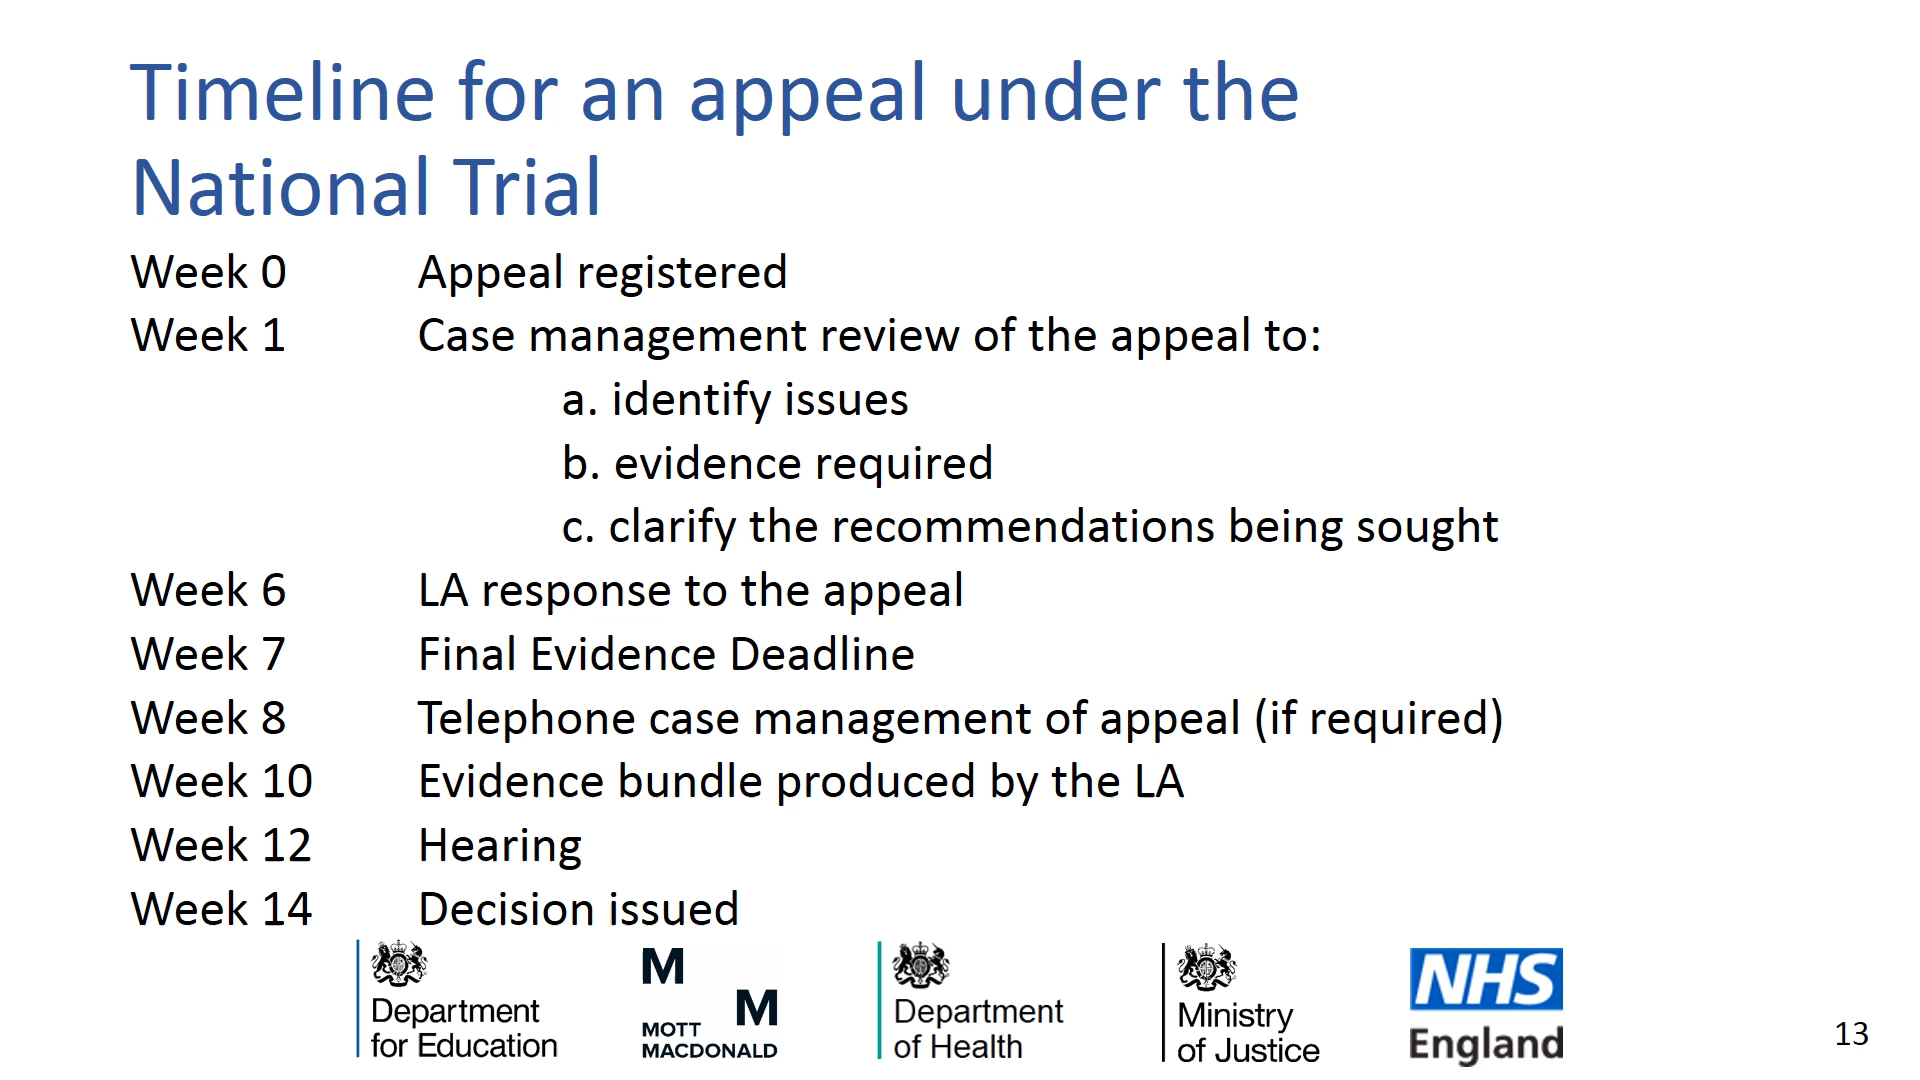 Timeline for an appeal under the
National Trial
Week 0 Appeal registered
Week 1 Case management review of the appeal to:
a. identify issues
b. evidence required
c. clarify the recommendations being sought
Week 6 LA response to the appeal
Week 7 Final Evidence Deadline
Week 8 Telephone case management of appeal (if required)
Week 10 Evidence bundle produced by the LA
Week 12 Hearing
Week 14 Decision issued
Department
for Education
M
M
MOTT
MACDONALD
Department
of Health
Ministry
of Justice
NHS
England
13